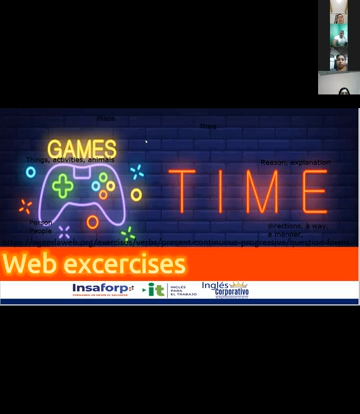 Place
Time
GAMES
Things, activities, animals
Reason, explanation
TIME
Person
People
directions, a way,
a manner,
Web excercises
Insaforp
it
INGLÉS
PARA
EL TRABAJO
Inglés
Corporativo